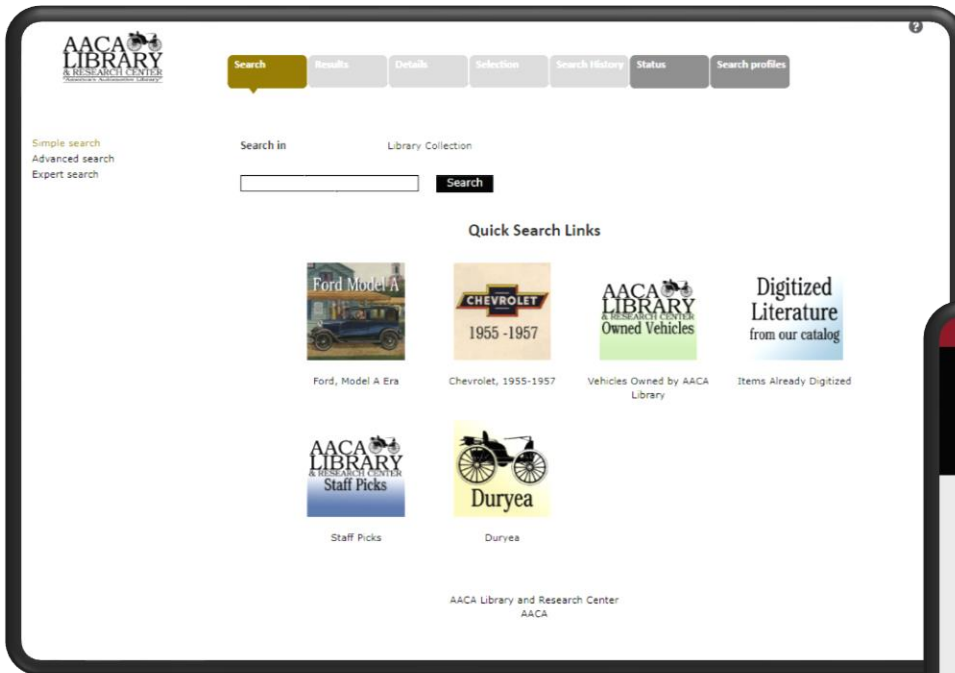 ?
AACA
LIBRARY
& RESEARCH CENTER
"America's Automotive Library"
Search
Results
Details
Selection
Search History
Status
Search profiles
Simple search
Advanced search
Expert search
Search in
Library Collection
Search
Quick Search Links
Ford Model A
CHEVROLET
1955 -1957
AACA
LIBRARY
& RESEARCH CENTER
Owned Vehicles
Digitized
Literature
from our catalog
Ford, Model A Era
Chevrolet, 1955-1957
Vehicles Owned by AACA
Library
Items Already Digitized
AACA
LIBRARY
& RESEARCH CENTER
Staff Picks
Duryea
Staff Picks
Duryea
AACA Library and Research Center
AACA